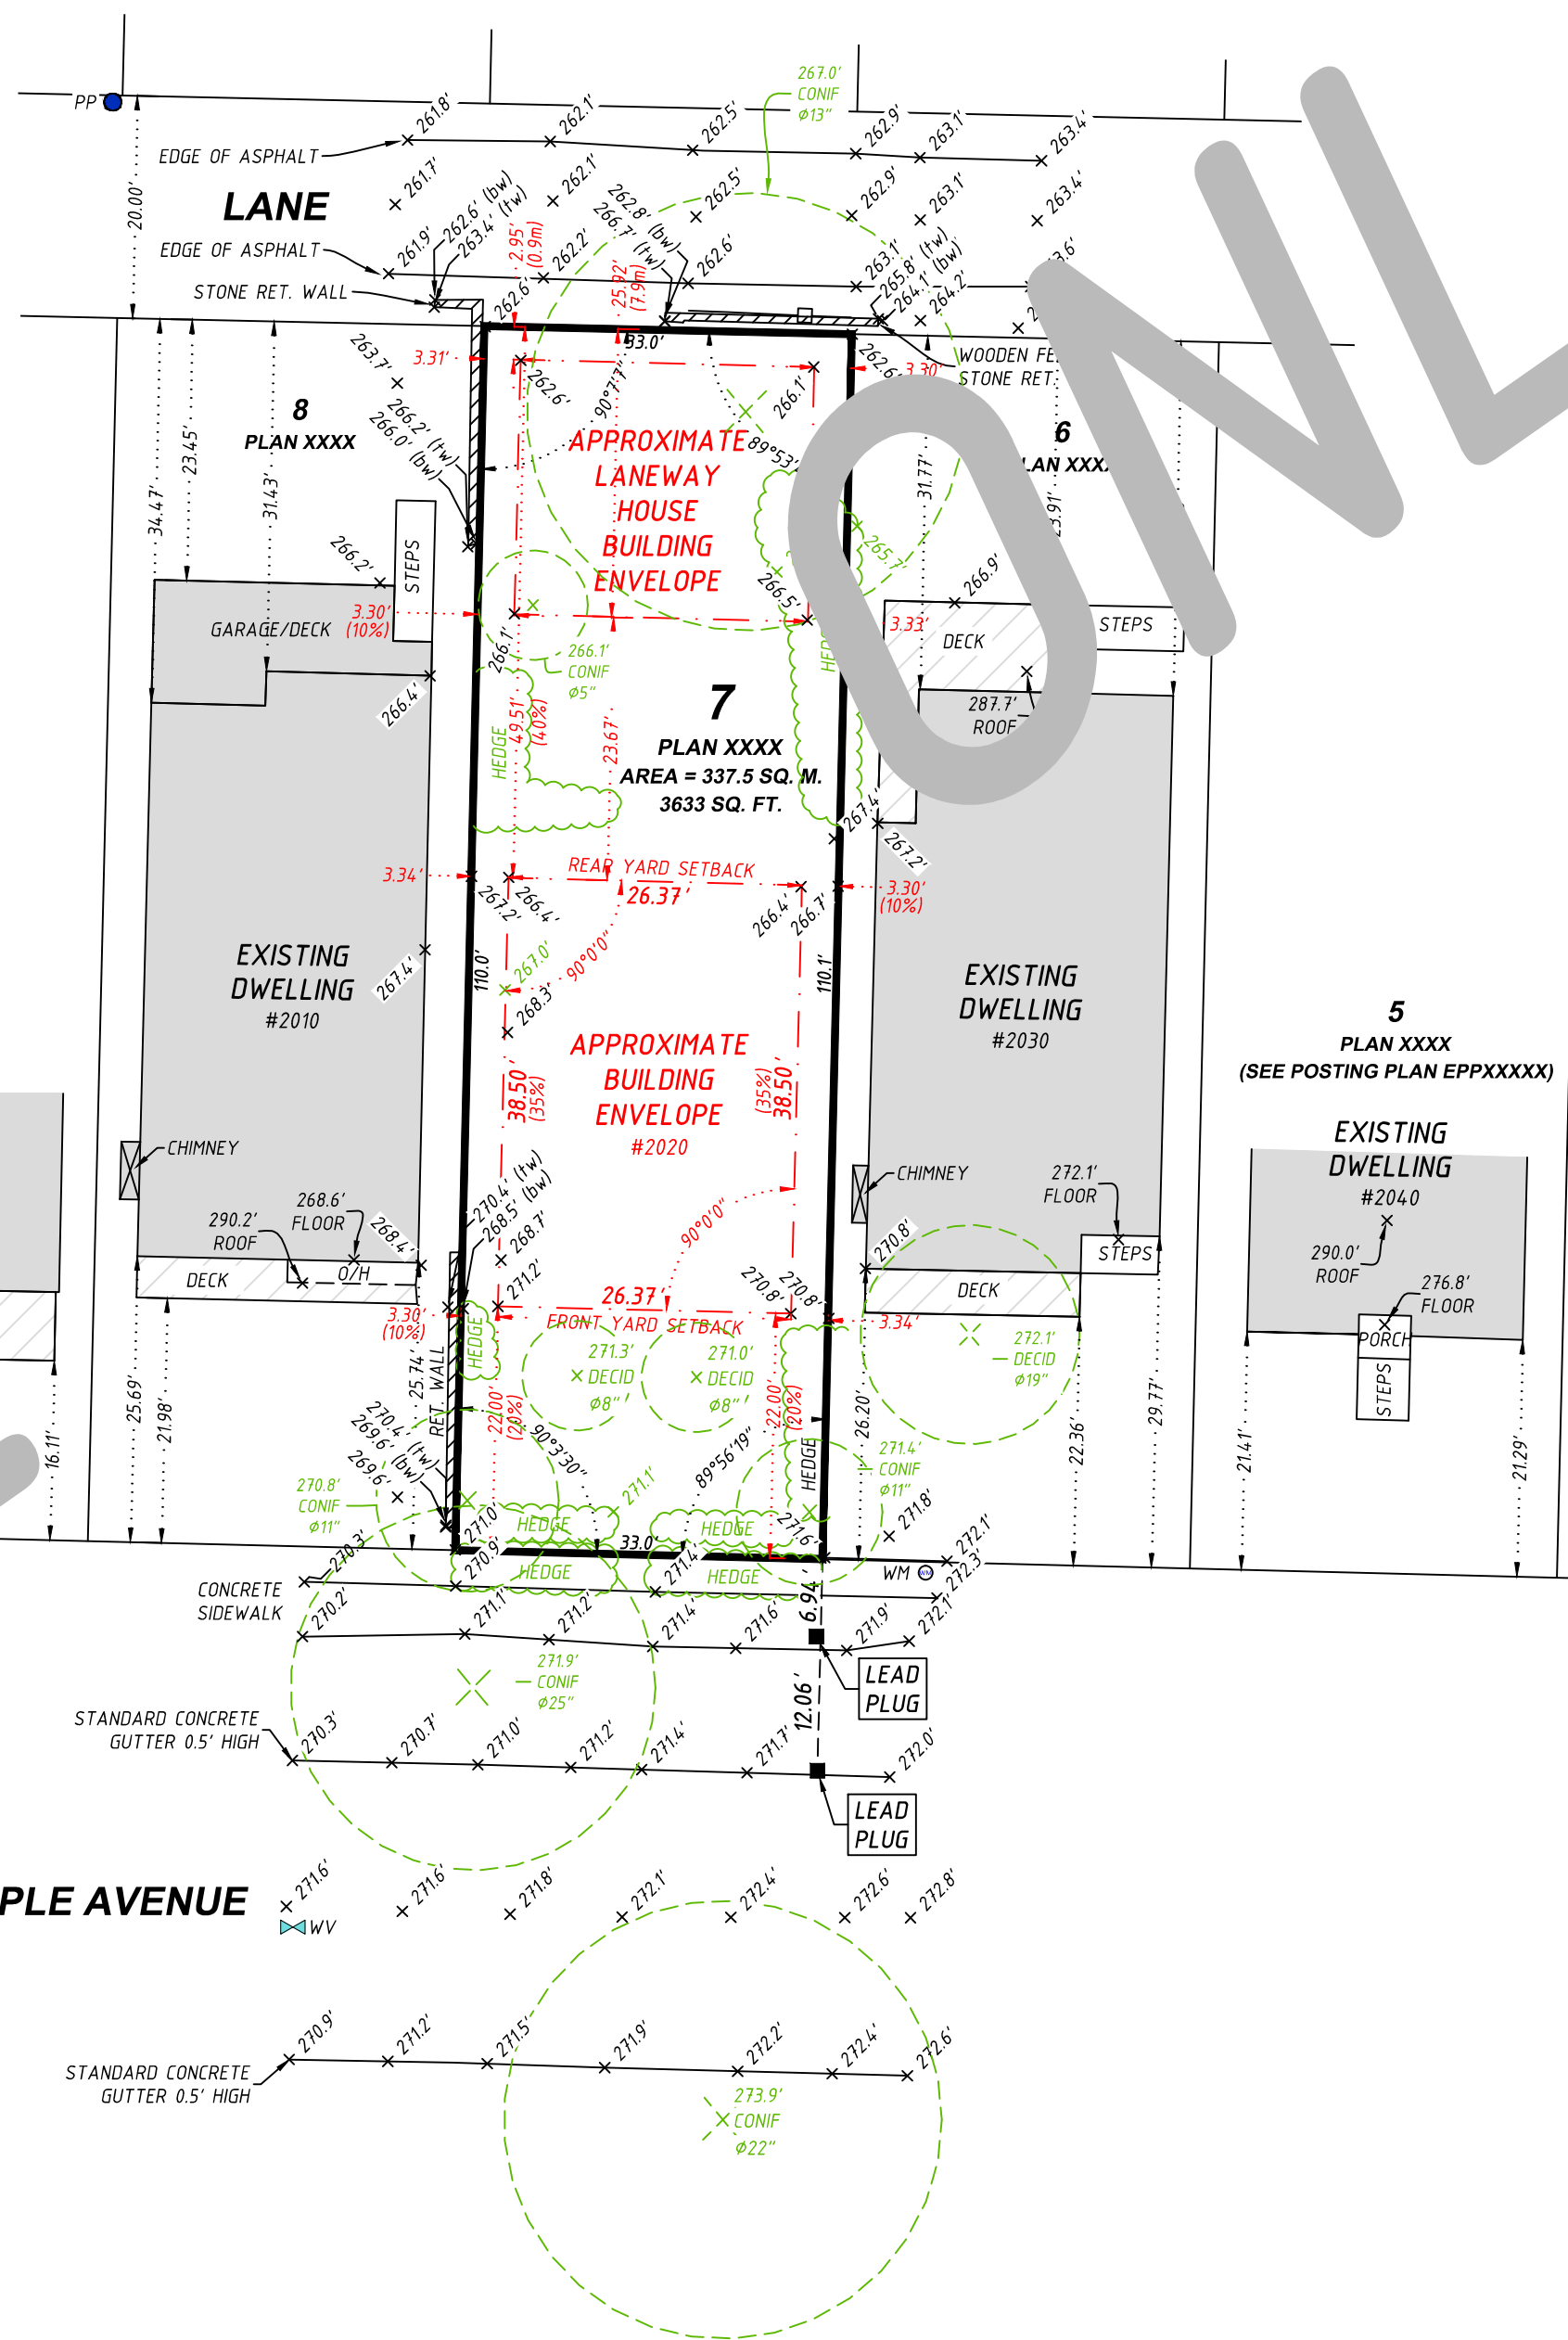 267.0'
CONIF
ø13"
PP
261.8'
262.1'
262.5'
262.9'
263.1'
263.4'
EDGE OF ASPHALT
261.7'
262.1'
262.5'
262.9'
263.1'
263.4'
20.00'
LANE
262.6' (bw)
263.4' (tw)
262.8' (bw)
266.7' (tw)
EDGE OF ASPHALT
261.9'
2.95'
(0.9m)
262.2'
25.92'
(7.9m)
262.6'
263.1'
265.8' (tw)
264.1' (bw)
264.2'
STONE RET. WALL
262.6'
33.0'
WOODEN
STONE RET.
263.7'
3.31'
262.6'
90°7'7"
266.1'
262.6'
3.30'
8
PLAN XXXX
6
34.47'
23.45'
31.43'
266.2' (tw)
266.0' (bw)
APPROXIMATE
LANEWAY
HOUSE
BUILDING
ENVELOPE
89°53'
31.77'
266.2'
STEPS
265.7'
266.5'
266.9'
3.30'
(10%)
GARAGE/DECK
3.33'
DECK
STEPS
266.1'
266.1'
CONIF
ø5"
266.4'
HEDGE
49.51'
(40%)
23.67'
7
PLAN XXXX
AREA = 337.5 SQ. M.
3633 SQ. FT.
287.7'
ROOF
267.4'
267.2'
3.34'
REAR YARD SETBACK
26.37'
3.30'
(10%)
267.2'
266.4'
266.4'
266.7'
EXISTING
DWELLING
#2010
267.4'
110.0'
267.0'
90°0'0"
268.3'
110.1'
EXISTING
DWELLING
#2030
5
PLAN XXXX
(SEE POSTING PLAN EPPXXXXX)
APPROXIMATE
BUILDING
ENVELOPE
#2020
38.50'
(35%)
(35%)
38.50'
EXISTING
DWELLING
#2040
CHIMNEY
270.4' (tw)
268.5' (bw)
268.7'
CHIMNEY
272.1'
FLOOR
268.6'
FLOOR
290.2'
ROOF
268.4'
90°0'0"
270.8'
STEPS
290.0'
ROOF
DECK
O/H
271.2'
26.37'
270.8'
270.8'
DECK
276.8'
FLOOR
3.30'
(10%)
FRONT YARD SETBACK
3.34'
PORCH
HEDGE
271.3'
DECID
ø8"
271.0'
DECID
ø8"
272.1'
DECID
ø19"
STEPS
25.74'
RET. WALL
22.00'
(20%)
22.00'
(20%)
26.20'
16.11'
25.69'
21.98'
270.4' (tw)
269.6' (bw)
269.6'
90°3'30"
89°56'19"
HEDGE
271.4'
CONIF
ø11"
22.36'
29.77'
21.41'
21.29'
270.8'
CONIF
ø11"
271.1'
271.0'
HEDGE
HEDGE
271.6'
271.8'
270.3'
270.9'
33.0'
271.4'
272.1'
CONCRETE
SIDEWALK
HEDGE
HEDGE
WM
WM
272.3'
270.2'
271.1'
271.2'
271.4'
271.6'
6.94'
271.9'
272.1'
271.9'
CONIF
ø25"
LEAD
PLUG
12.06'
STANDARD CONCRETE
GUTTER 0.5' HIGH
270.3'
270.7'
271.0'
271.2'
271.4'
271.7'
272.0'
LEAD
PLUG
PLE AVENUE
271.6'
271.6'
271.8'
272.1'
272.4'
272.6'
272.8'
WV
STANDARD CONCRETE
GUTTER 0.5' HIGH
270.9'
271.2'
271.5'
271.9'
272.2'
272.4'
272.6'
273.9'
CONIF
ø22"